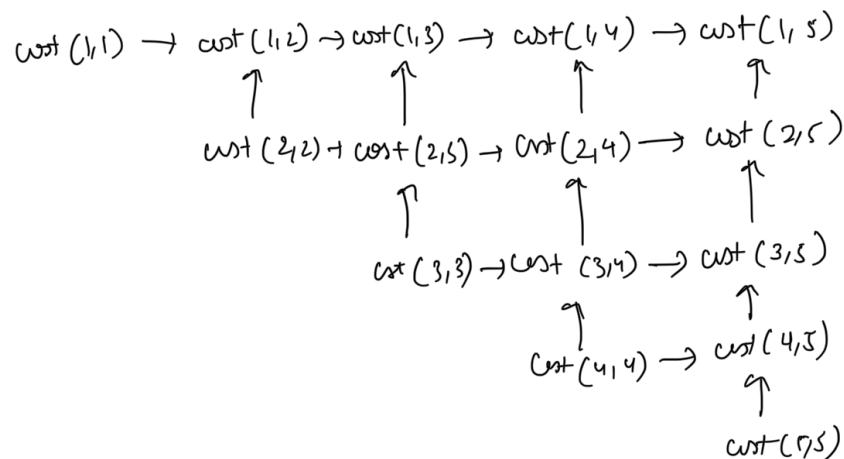 cost (1,1) → cost (1,2) → cost (1,3) → cost (1,4) → cost (1,5)
cost (2,2) → cost (2,3) → cost (2,4) → cost (2,5)
cost (3,3) → cost (3,4) → cost (3,5)
cost (4,4) → cost (4,5)
cost (5,5)